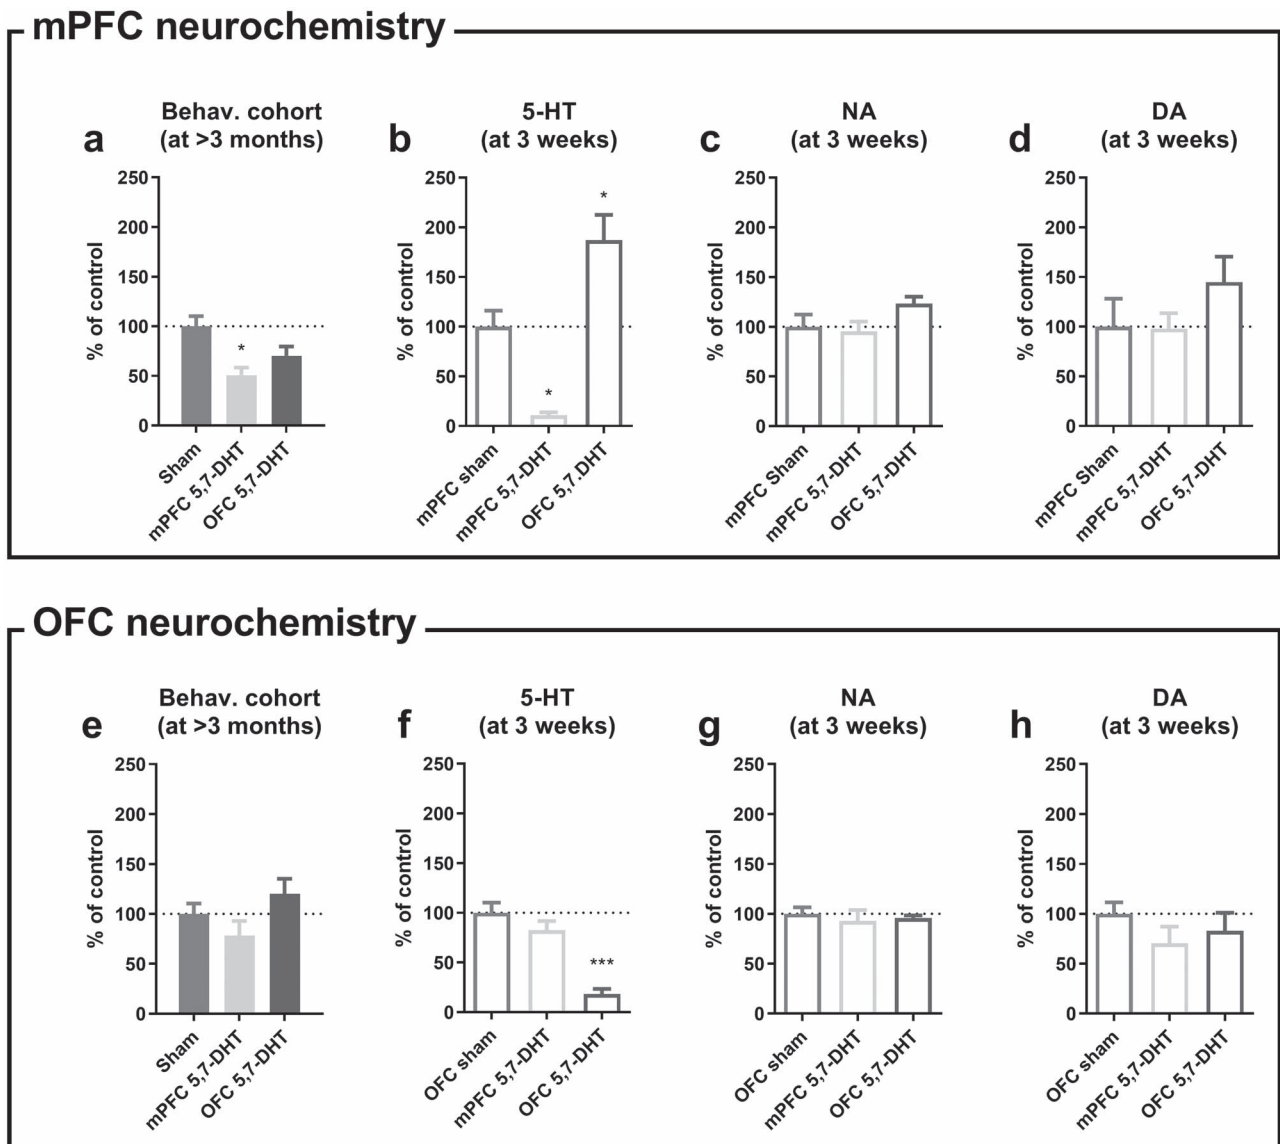 mPFC neurochemistry
a
Behav. cohort
(at >3 months)
% of control
250
200
150
100
50
0
*
Sham
mPFC 5,7-DHT
OFC 5,7-DHT
b
5-HT
(at 3 weeks)
% of control
250
200
150
100
50
0
*
*
mPFC sham
mPFC 5,7-DHT
OFC 5,7.DHT
c
NA
(at 3 weeks)
% of control
250
200
150
100
50
0
mPFC Sham
mPFC 5,7-DHT
OFC 5,7-DHT
d
DA
(at 3 weeks)
% of control
250
200
150
100
50
0
mPFC Sham
mPFC 5,7-DHT
OFC 5,7-DHT
OFC neurochemistry
e
Behav. cohort
(at >3 months)
% of control
250
200
150
100
50
0
Sham
mPFC 5,7-DHT
OFC 5,7-DHT
f
5-HT
(at 3 weeks)
% of control
250
200
150
100
50
0
***
OFC sham
mPFC 5,7-DHT
OFC 5,7-DHT
g
NA
(at 3 weeks)
% of control
250
200
150
100
50
0
OFC sham
mPFC 5,7-DHT
OFC 5,7-DHT
h
DA
(at 3 weeks)
% of control
250
200
150
100
50
0
OFC sham
mPFC 5,7-DHT
OFC 5,7-DHT